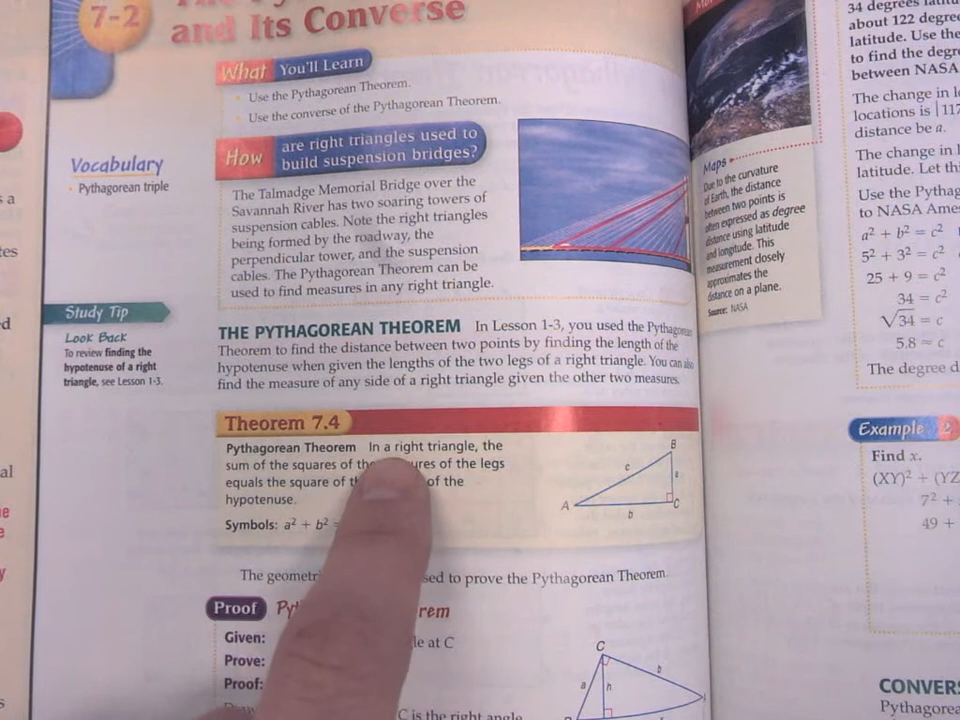 7-2
and Its Converse
What You'll Learn
• Use the Pythagorean Theorem.
• Use the converse of the Pythagorean Theorem.
How are right triangles used to
build suspension bridges?
The Talmadge Memorial Bridge over the
Savannah River has two soaring towers of
suspension cables. Note the right triangles
being formed by the roadway, the
perpendicular tower, and the suspension
cables. The Pythagorean Theorem can be
used to find measures in any right triangle.
Vocabulary
• Pythagorean triple
Study Tip
Look Back
To review finding the
hypotenuse of a right
triangle, see Lesson 1-3.
THE PYTHAGOREAN THEOREM In Lesson 1-3, you used the Pythagorean
Theorem to find the distance between two points by finding the length of the
hypotenuse when given the lengths of the two legs of a right triangle. You can also
find the measure of any side of a right triangle given the other two measures.
Theorem 7.4
Pythagorean Theorem In a right triangle, the
sum of the squares of the of the legs
equals the square of of the
hypotenuse.
Symbols: a² + b² =
A
B
C
c
a
b
The to prove the Pythagorean Theorem.
Proof
Given: at C
Prove:
Proof:
C is the right angle
C
a
h
b
Maps
Due to the curvature
of Earth, the distance
between two points is
often expressed as degree
distance using latitude
and longitude. This
measurement closely
approximates the
distance on a plane.
Source: NASA
34 degrees
about 122
latitude. Use the
to find the
between NASA
The change in
locations is
distance be a.
The change in
latitude. Let
Use the
to NASA
a² + b² = c²
5² + 3² = c²
25 + 9 = c²
34 = c²
√34 = c
5.8 ≈ c
The degree
Example 2
Find x.
(XY)² +
7² +
49 +